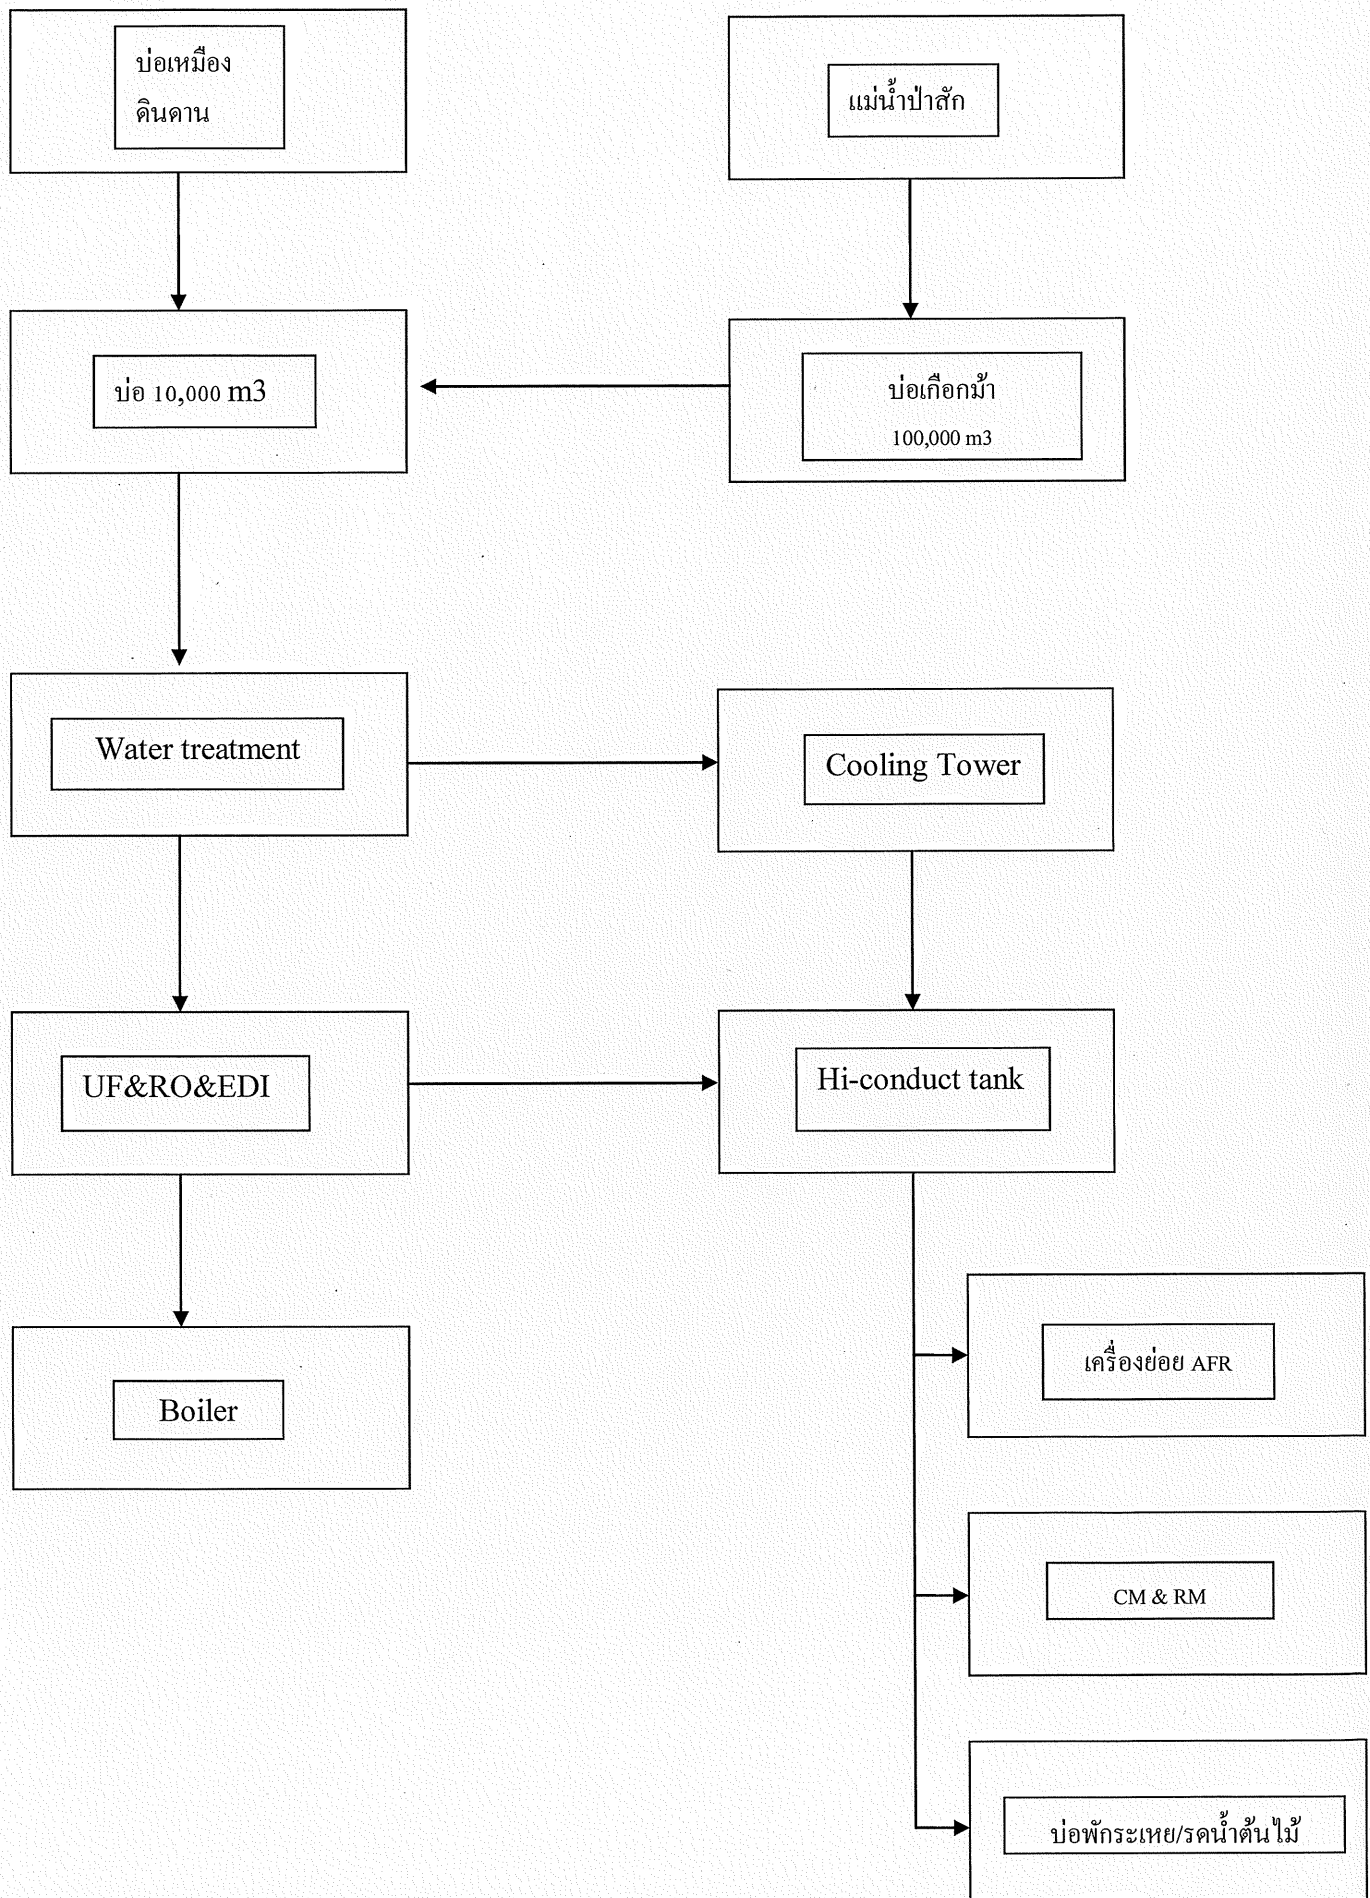 บ่อเหมือง
ดินดาน
แม่น้ำป่าสัก
บ่อ 10,000 m3
บ่อเกือกม้า
100,000 m3
Water treatment
Cooling Tower
UF&RO&EDI
Hi-conduct tank
เครื่องย่อย AFR
Boiler
CM & RM
บ่อพักระเหย/รดน้ำต้นไม้